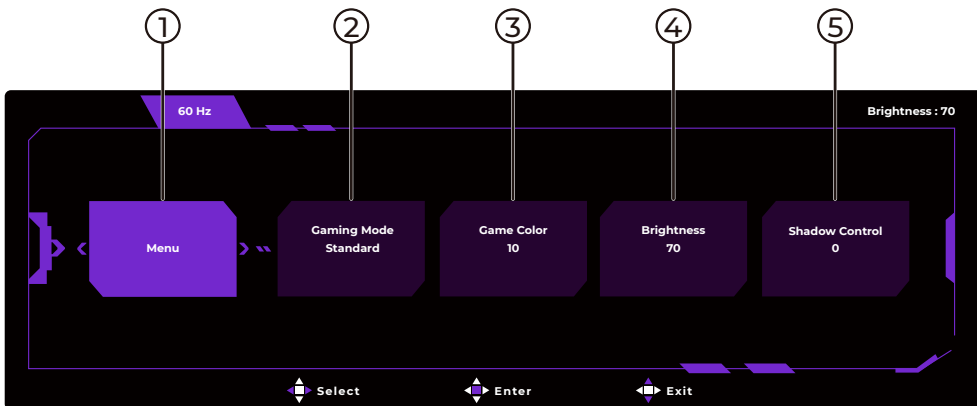 ① ② ③ ④ ⑤
60 Hz
Brightness : 70
Menu
Gaming Mode
Standard
Game Color
10
Brightness
70
Shadow Control
0
Select
Enter
Exit